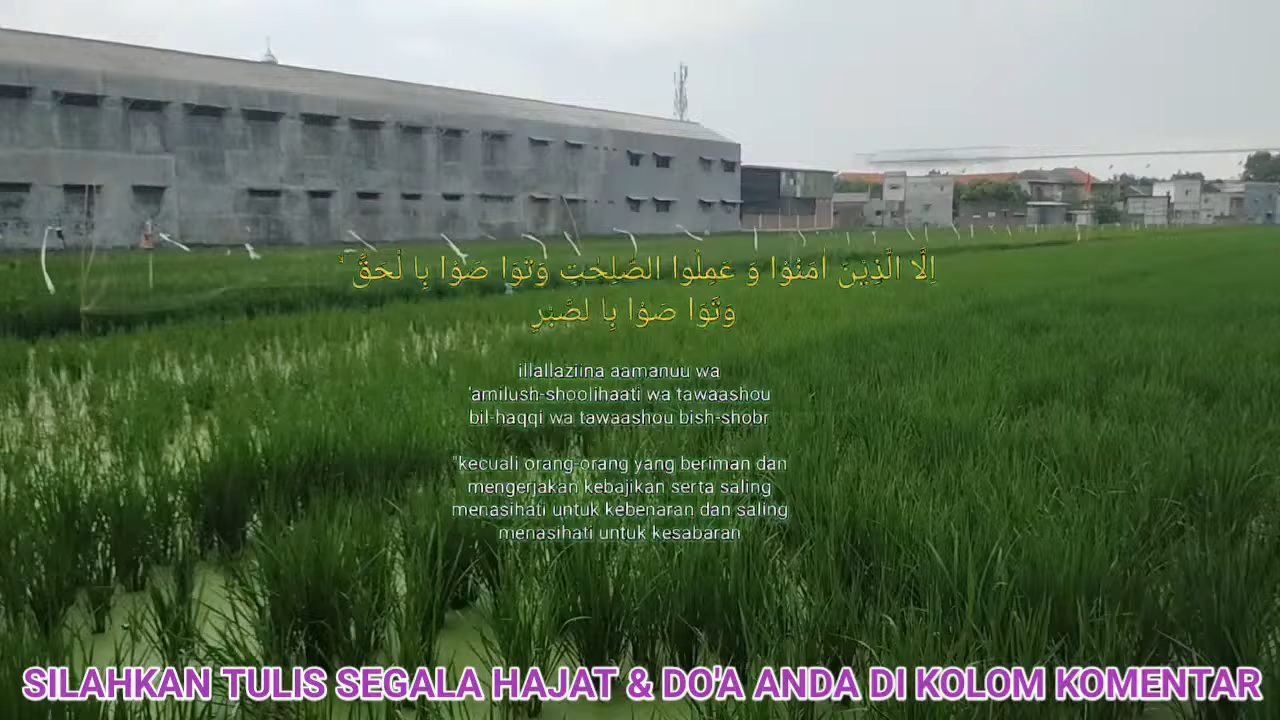 اِلَّا الَّذِيْنَ اٰمَنُوْا وَ عَمِلُوا الصّٰلِحٰتِ وَتَوَا صَوْا بِا لْحَقِّ ۙ
وَتَوَا صَوْا بِا لصَّبْرِ
illallaziina aamanuu wa
'amilush-shoolihaati wa tawaashou
bil-haqqi wa tawaashou bish-shobr
"kecuali orang-orang yang beriman dan
mengerjakan kebajikan serta saling
menasihati untuk kebenaran dan saling
menasihati untuk kesabaran
SILAHKAN TULIS SEGALA HAJAT & DO'A ANDA DI KOLOM KOMENTAR